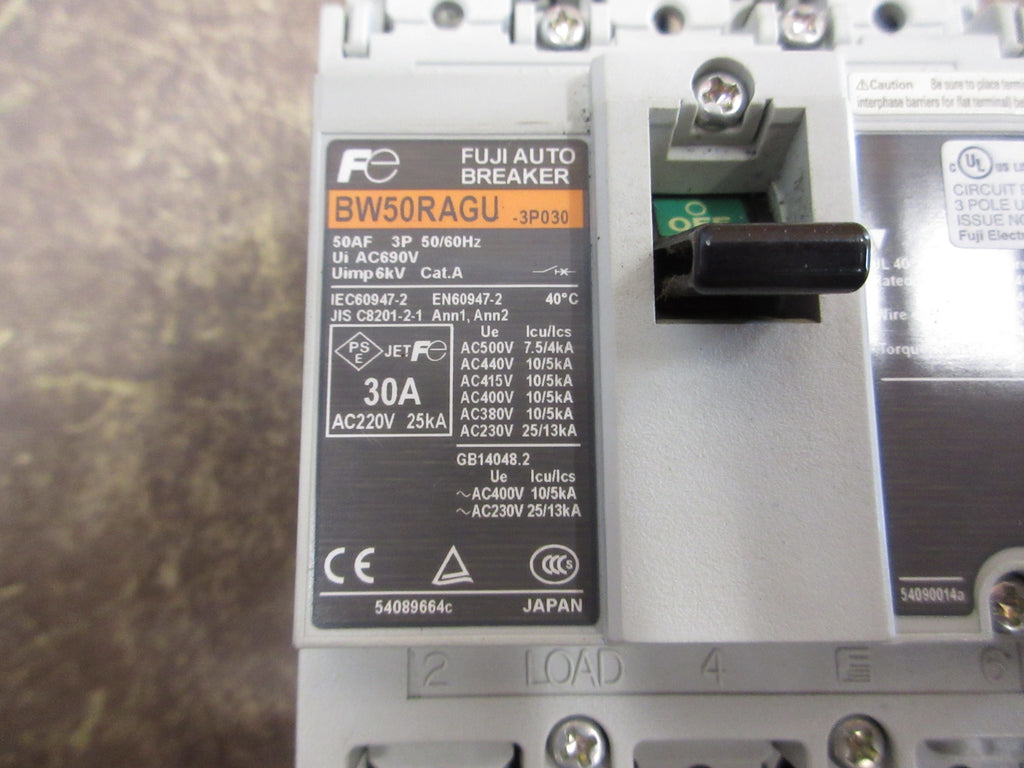 Fe FUJI AUTO
BREAKER
BW50RAGU -3P030
50AF 3P 50/60Hz
Ui AC690V
Uimp 6kV Cat.A
IEC60947-2 EN60947-2 40°C
JIS C8201-2-1 Ann1, Ann2
Ue Icu/Ics
AC500V 7.5/4kA
AC440V 10/5kA
AC415V 10/5kA
AC400V 10/5kA
AC380V 10/5kA
AC230V 25/13kA
PSE JET Fe
30A
AC220V 25kA
GB14048.2
Ue Icu/Ics
~AC400V 10/5kA
~AC230V 25/13kA
CE CCC S
54089664c JAPAN
OFF
⚠Caution Be sure to place
interphase barriers for flat terminal)
c UL us
CIRCUIT
3 POLE
ISSUE NO
Fuji Electr
54090014a
2 LOAD 4 6